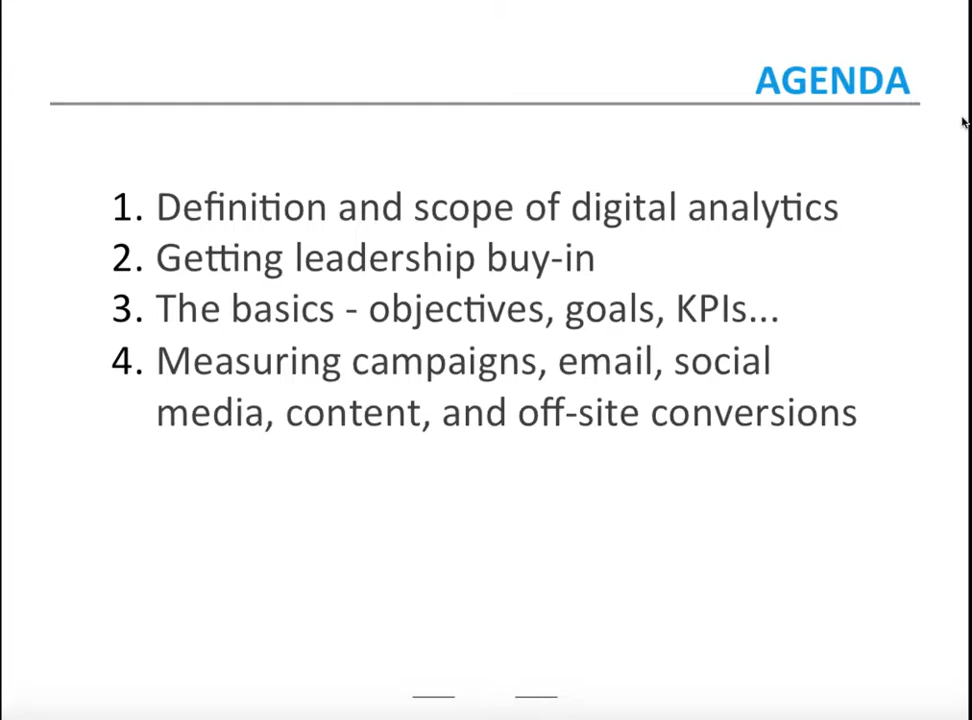 AGENDA
1. Definition and scope of digital analytics
2. Getting leadership buy-in
3. The basics - objectives, goals, KPIs...
4. Measuring campaigns, email, social
media, content, and off-site conversions